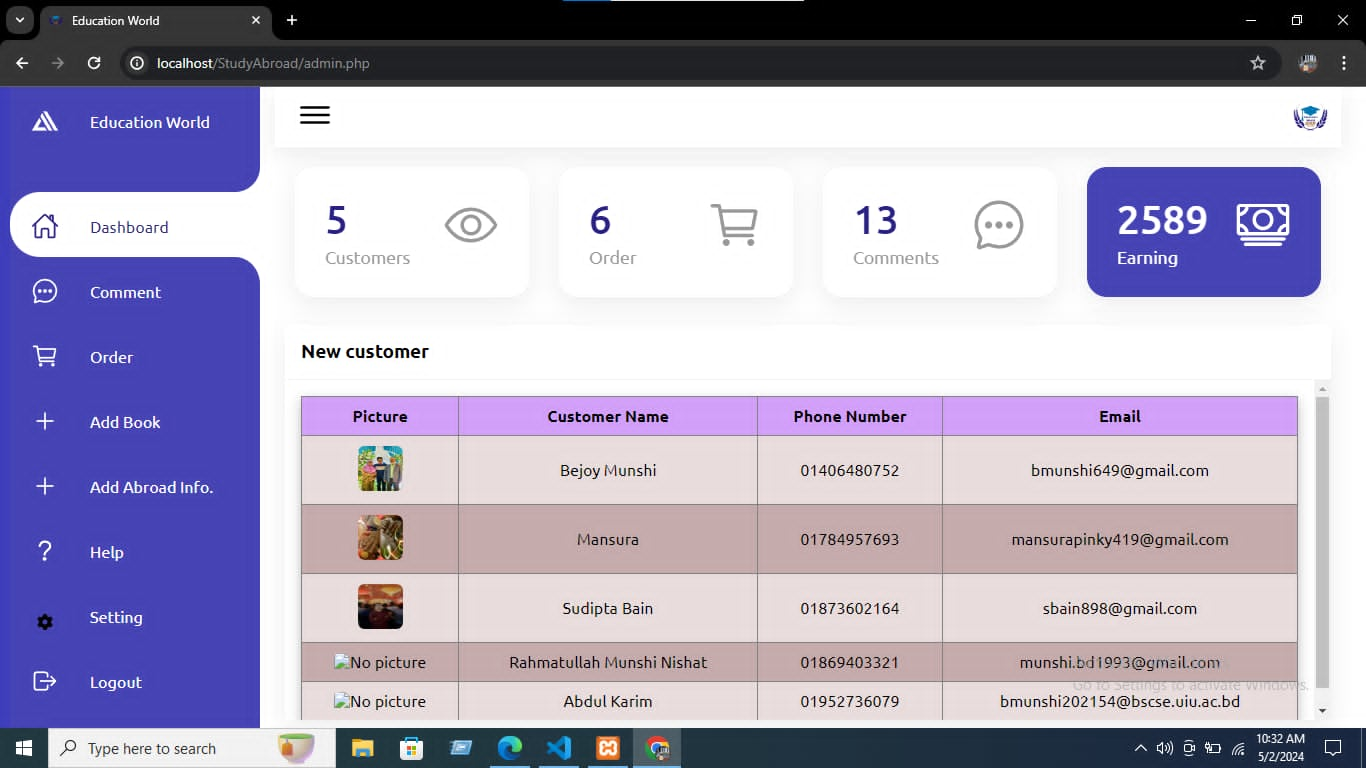 Education World
localhost/StudyAbroad/admin.php
Education World
Dashboard
Comment
Order
Add Book
Add Abroad Info.
Help
Setting
Logout
5
Customers
6
Order
13
Comments
2589
Earning
New customer
Picture Customer Name Phone Number Email
Bejoy Munshi 01406480752 bmunshi649@gmail.com
Mansura 01784957693 mansurapinky419@gmail.com
Sudipta Bain 01873602164 sbain898@gmail.com
No picture Rahmatullah Munshi Nishat 01869403321 munshi.bd1993@gmail.com
No picture Abdul Karim 01952736079 bmunshi202154@bscse.uiu.ac.bd
Go to Settings to activate Windows.
Type here to search
10:32 AM
5/2/2024